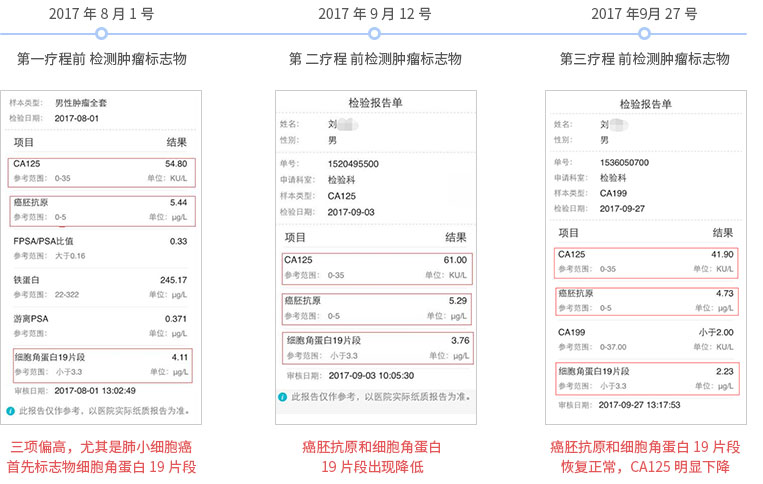 2017 年 8 月 1 号
2017 年 9 月 12 号
2017 年9月 27 号
第一疗程前 检测肿瘤标志物
第 二疗程 前检测肿瘤标志物
第三疗程 前检测肿瘤标志物
样本类型： 男性肿瘤全套
检验日期： 2017-08-01
项目 结果
CA125 54.80
参考范围： 0-35 单位： KU/L
癌胚抗原 5.44
参考范围： 0-5 单位： μg/L
FPSA/PSA比值 0.33
参考范围： 大于0.16
铁蛋白 245.17
参考范围： 22-322 单位： μg/L
游离PSA 0.371
参考范围： 单位： μg/L
细胞角蛋白19片段 4.11
参考范围： 小于3.3 单位： μg/L
审核日期： 2017-08-01 13:02:49
此报告仅作参考，以医院实际纸质报告为准。
三项偏高，尤其是肺小细胞癌
首先标志物细胞角蛋白 19 片段
检验报告单
姓名： 刘
性别： 男
单号： 1520495500
申请科室： 检验科
样本类型： CA125
检验日期： 2017-09-03
项目 结果
CA125 61.00
参考范围： 0-35 单位： KU/L
癌胚抗原 5.29
参考范围： 0-5 单位： μg/L
细胞角蛋白19片段 3.76
参考范围： 小于3.3 单位： μg/L
审核日期： 2017-09-03 10:05:30
此报告仅作参考，以医院实际纸质报告为准。
癌胚抗原和细胞角蛋白
19 片段出现降低
检验报告单
姓名： 刘
性别： 男
单号： 1536050700
申请科室： 检验科
样本类型： CA199
检验日期： 2017-09-27
项目 结果
CA125 41.90
参考范围： 0-35 单位： KU/L
癌胚抗原 4.73
参考范围： 0-5 单位： μg/L
CA199 小于2.00
参考范围： 0-37.00 单位： KU/L
细胞角蛋白19片段 2.23
参考范围： 小于3.3 单位： μg/L
审核日期： 2017-09-27 13:17:53
癌胚抗原和细胞角蛋白 19 片段
恢复正常，CA125 明显下降